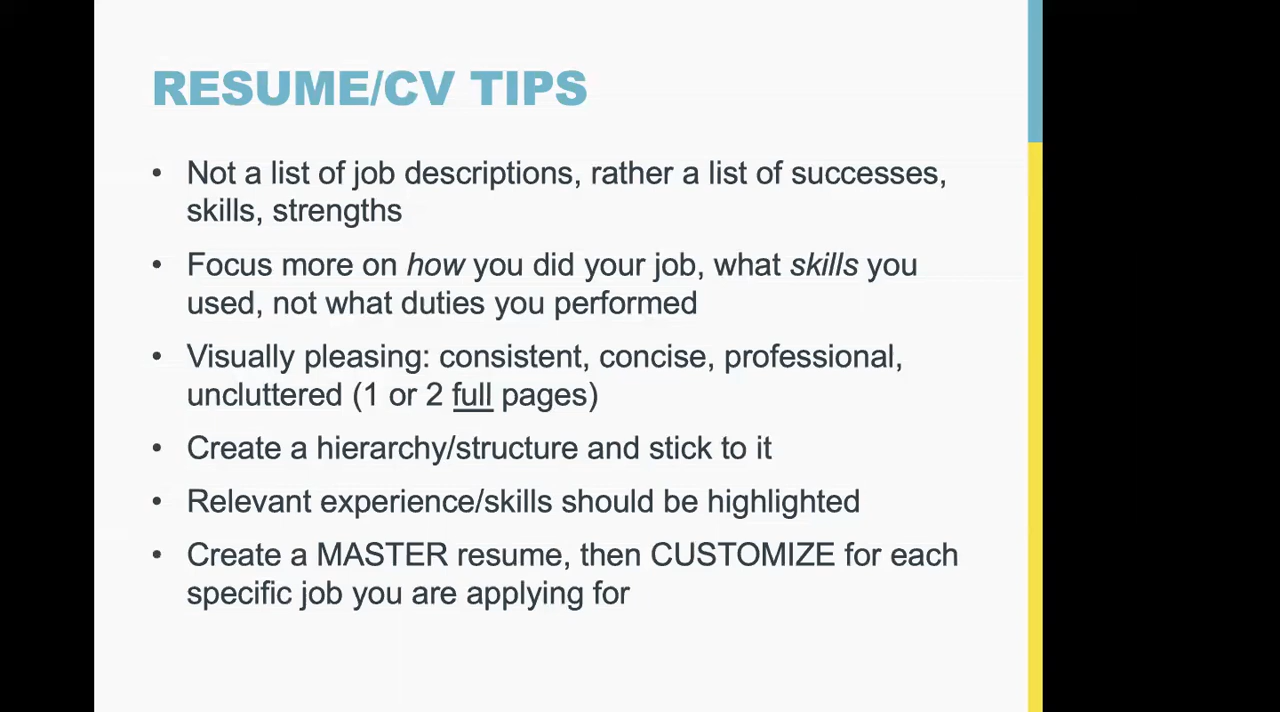 RESUME/CV TIPS
• Not a list of job descriptions, rather a list of successes,
skills, strengths
• Focus more on how you did your job, what skills you
used, not what duties you performed
• Visually pleasing: consistent, concise, professional,
uncluttered (1 or 2 full pages)
• Create a hierarchy/structure and stick to it
• Relevant experience/skills should be highlighted
• Create a MASTER resume, then CUSTOMIZE for each
specific job you are applying for